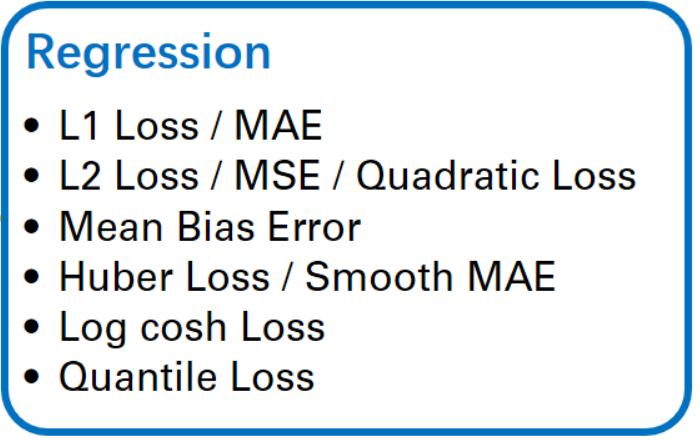 Regression
• L1 Loss / MAE
• L2 Loss / MSE / Quadratic Loss
• Mean Bias Error
• Huber Loss / Smooth MAE
• Log cosh Loss
• Quantile Loss